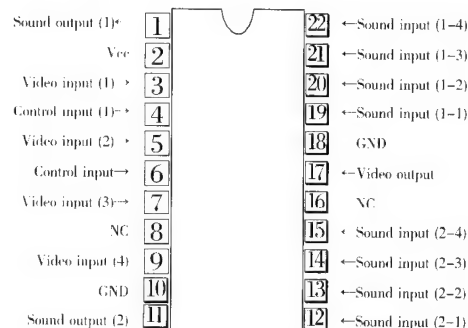 Sound output (1)← 1 22 ←Sound input (1-4)
Vcc 2 21 ←Sound input (1-3)
Video input (1)→ 3 20 ←Sound input (1-2)
Control input (1)→ 4 19 ←Sound input (1-1)
Video input (2)→ 5 18 GND
Control input→ 6 17 ←Video output
Video input (3)→ 7 16 NC
NC 8 15 Sound input (2-4)
Video input (4) 9 14 ←Sound input (2-3)
GND 10 13 ←Sound input (2-2)
Sound output (2) 11 12 ←Sound input (2-1)